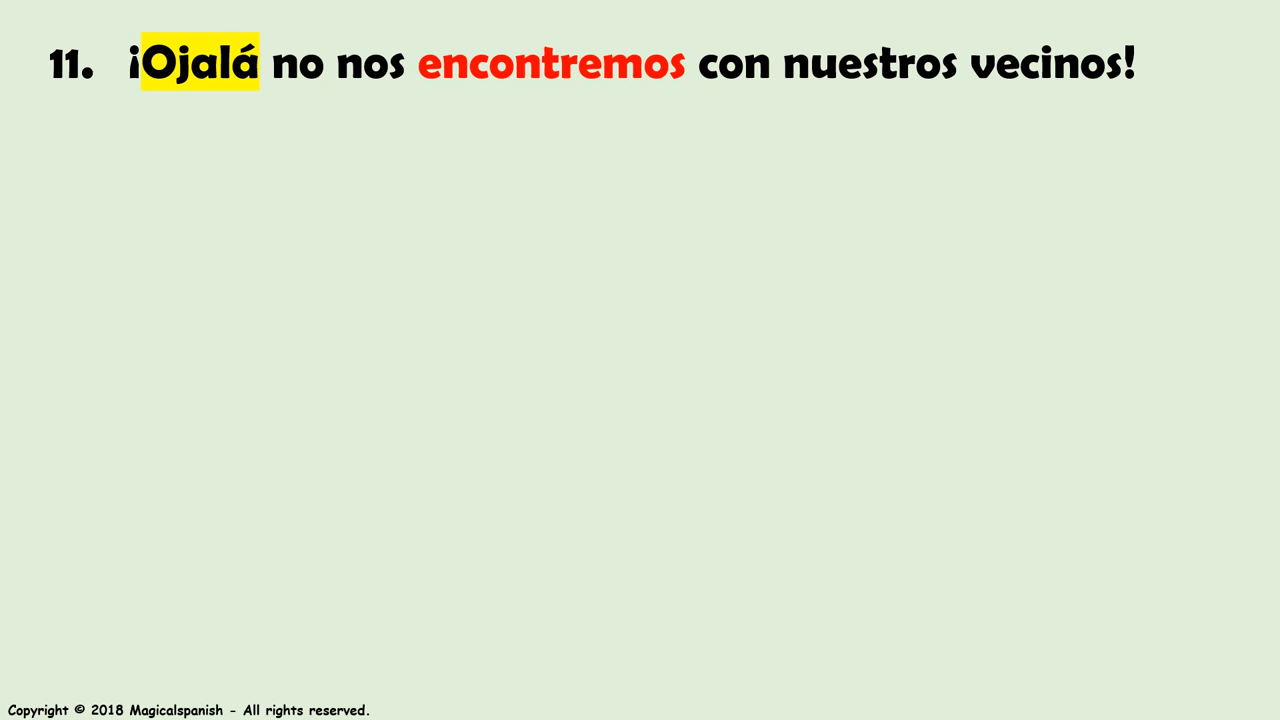 11. ¡Ojalá no nos encontremos con nuestros vecinos!
Copyright © 2018 Magicalspanish - All rights reserved.